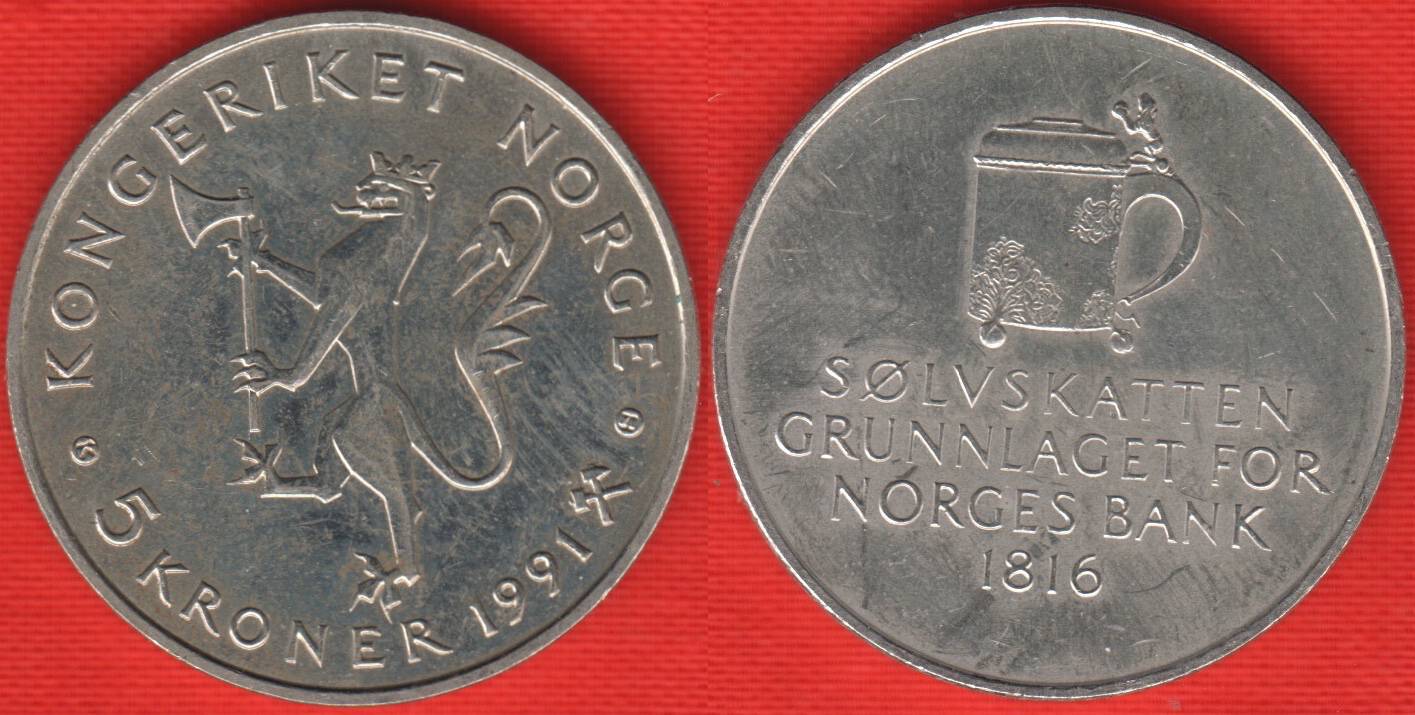 KONGERIKET NORGE
5 KRONER 1991
SØLVSKATTEN
GRUNNLAGET FOR
NORGES BANK
1816